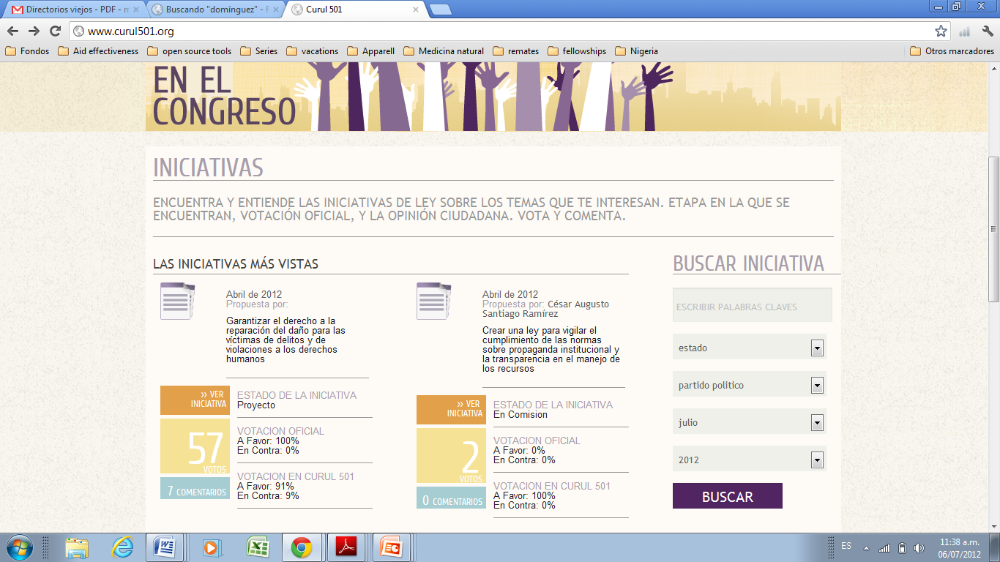 Directorios viejos - PDF - m
Buscando "domínguez" - F
Curul 501
www.curul501.org
Fondos
Aid effectiveness
open source tools
Series
vacations
Apparell
Medicina natural
remates
fellowships
Nigeria
Otros marcadores
EN EL
CONGRESO
INICIATIVAS
ENCUENTRA Y ENTIENDE LAS INICIATIVAS DE LEY SOBRE LOS TEMAS QUE TE INTERESAN. ETAPA EN LA QUE SE
ENCUENTRAN, VOTACIÓN OFICIAL, Y LA OPINIÓN CIUDADANA. VOTA Y COMENTA.
LAS INICIATIVAS MÁS VISTAS
Abril de 2012
Propuesta por:
Garantizar el derecho a la
reparación del daño para las
víctimas de delitos y de
violaciones a los derechos
humanos
›› VER
INICIATIVA
ESTADO DE LA INICIATIVA
Proyecto
57
VOTOS
VOTACION OFICIAL
A Favor: 100%
En Contra: 0%
7 COMENTARIOS
VOTACION EN CURUL 501
A Favor: 91%
En Contra: 9%
Abril de 2012
Propuesta por: César Augusto
Santiago Ramírez
Crear una ley para vigilar el
cumplimiento de las normas
sobre propaganda institucional y
la transparencia en el manejo de
los recursos
›› VER
INICIATIVA
ESTADO DE LA INICIATIVA
En Comision
2
VOTOS
VOTACION OFICIAL
A Favor: 0%
En Contra: 0%
0 COMENTARIOS
VOTACION EN CURUL 501
A Favor: 100%
En Contra: 0%
BUSCAR INICIATIVA
ESCRIBIR PALABRAS CLAVES
estado
partido politico
julio
2012
BUSCAR
ES
11:38 a.m.
06/07/2012